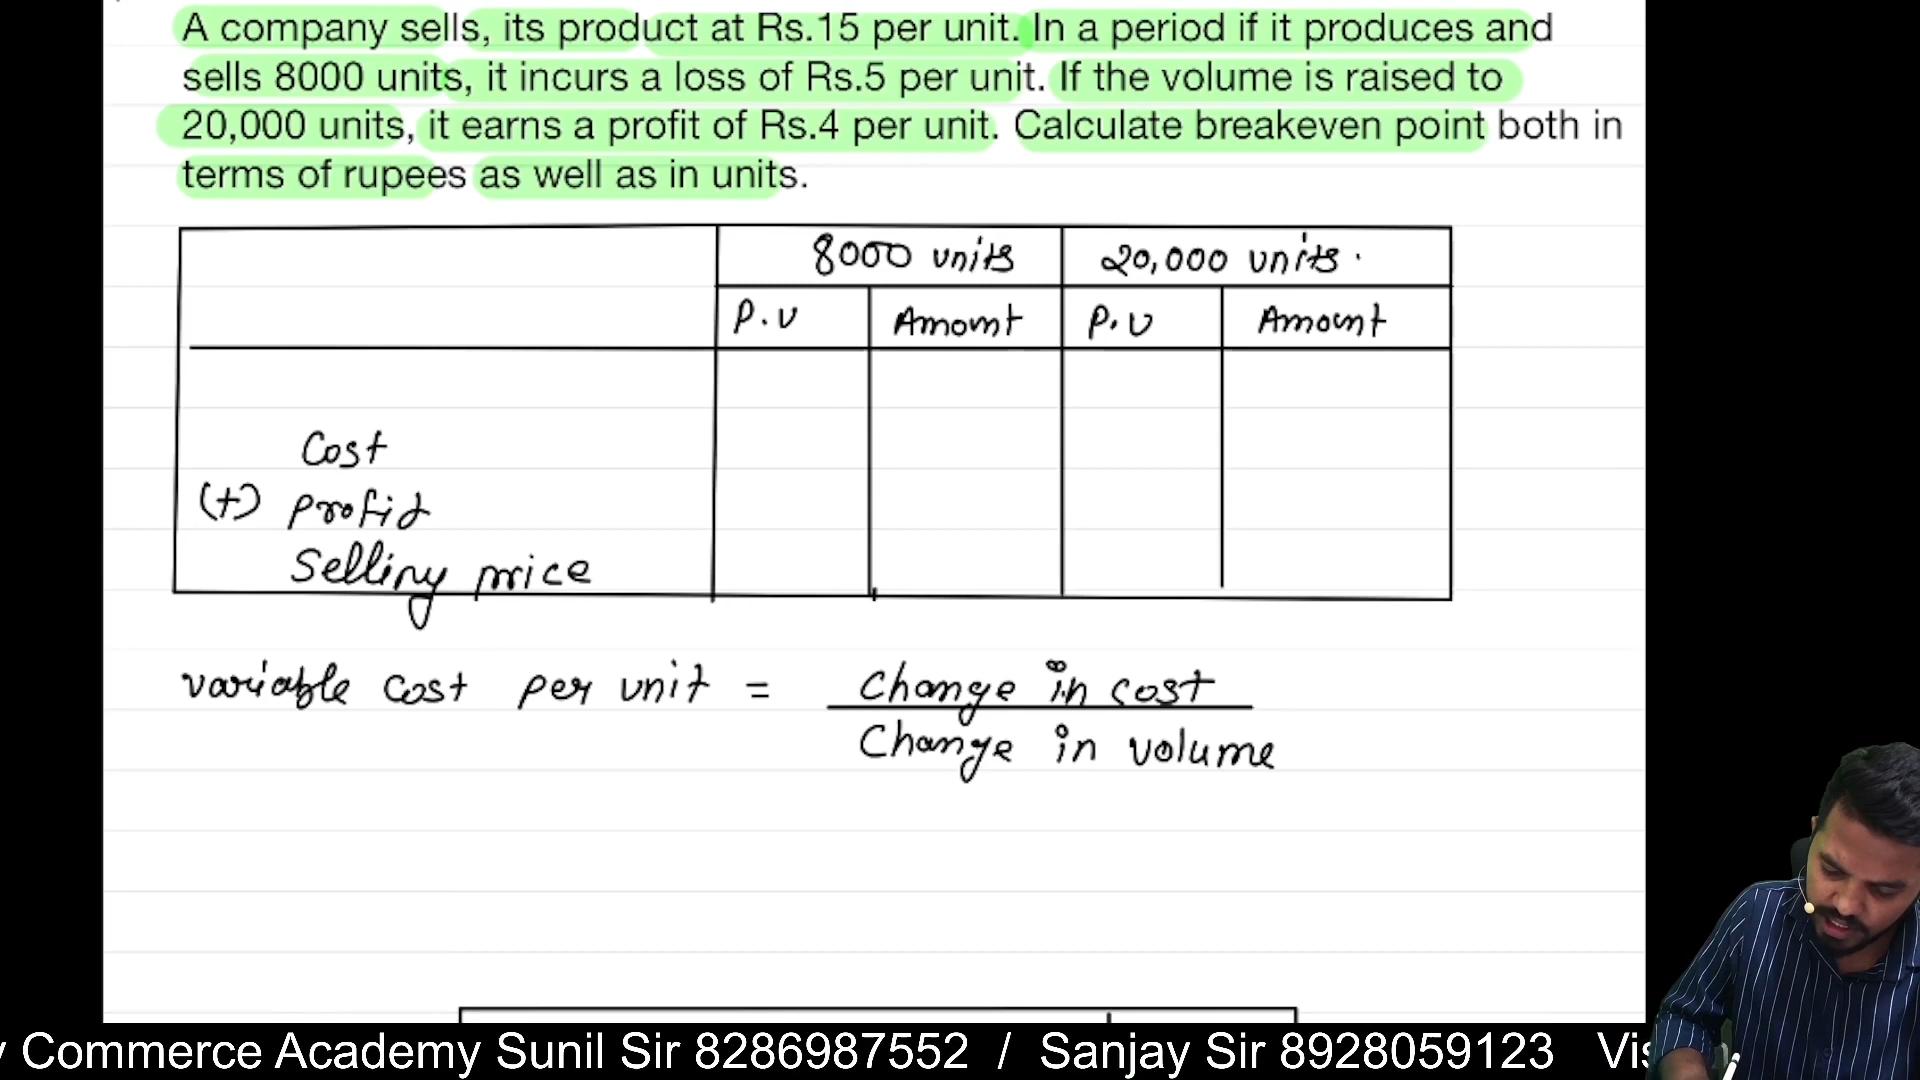 A company sells, its product at Rs.15 per unit. In a period if it produces and
sells 8000 units, it incurs a loss of Rs.5 per unit. If the volume is raised to
20,000 units, it earns a profit of Rs.4 per unit. Calculate breakeven point both in
terms of rupees as well as in units.
8000 units 20,000 units.
P.U Amount P.U Amount
Cost
(+) Profit
Selling price
variable cost per unit = Change in cost
Change in volume
y Commerce Academy Sunil Sir 8286987552 / Sanjay Sir 8928059123 Vis